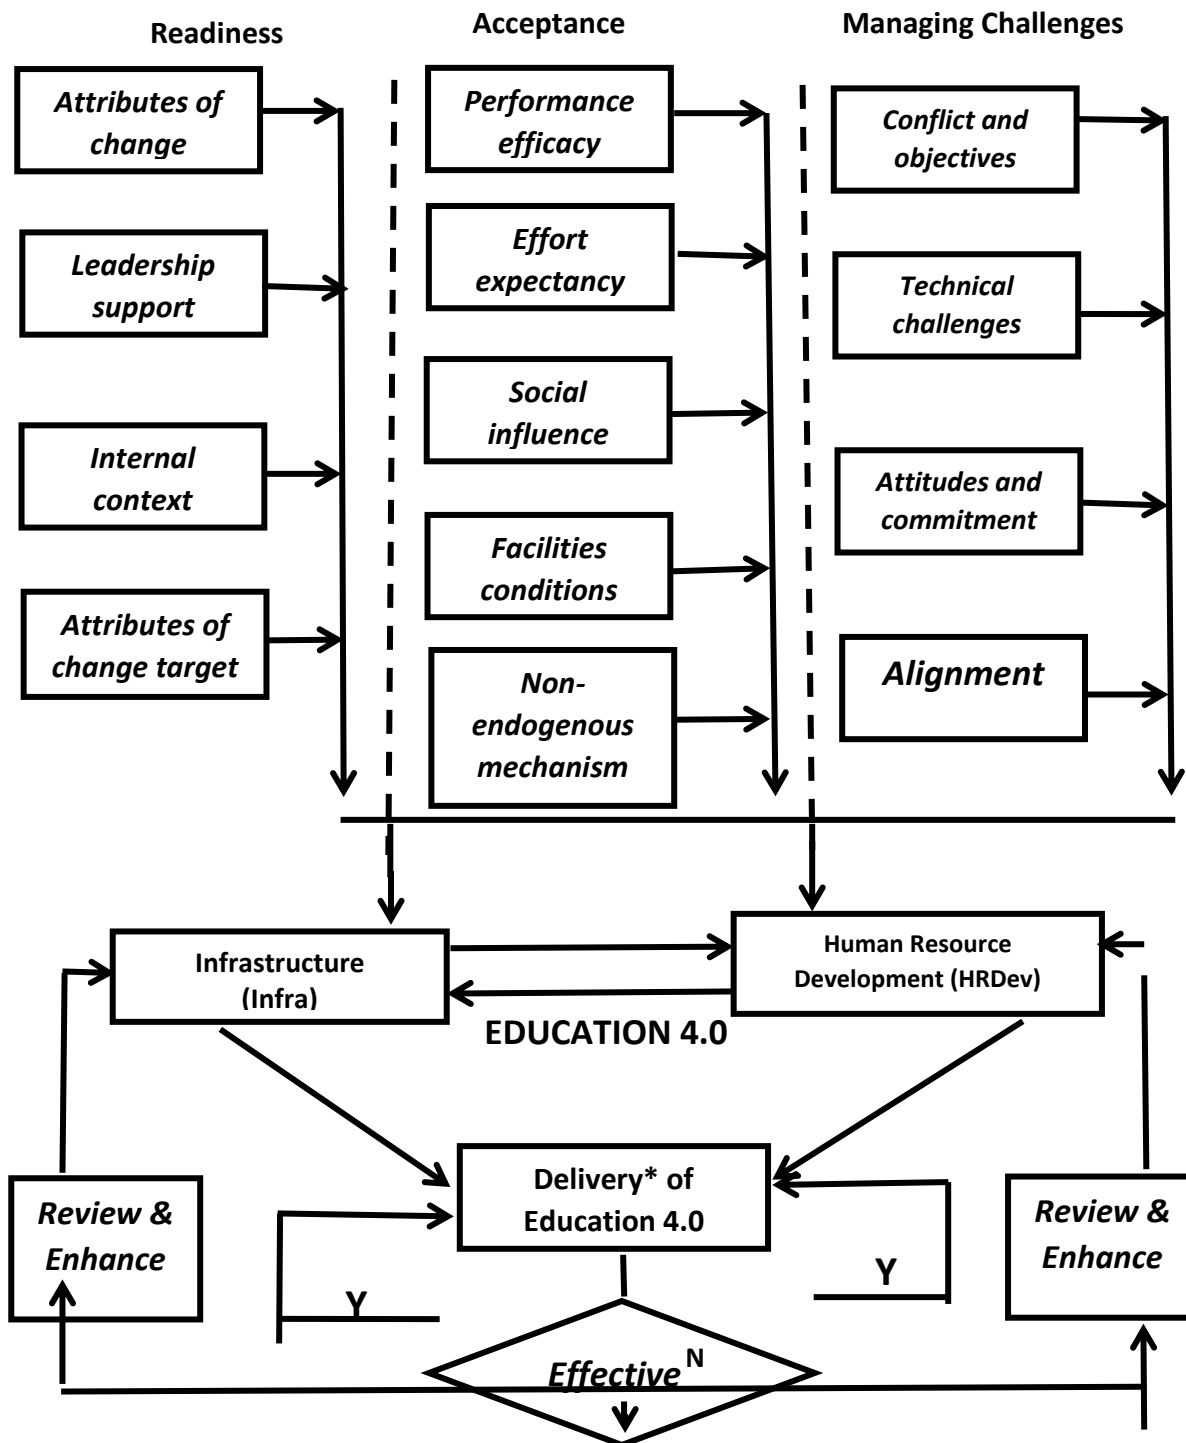 Readiness
Acceptance
Managing Challenges
Attributes of
change
Leadership
support
Internal
context
Attributes of
change target
Performance
efficacy
Effort
expectancy
Social
influence
Facilities
conditions
Non-
endogenous
mechanism
Conflict and
objectives
Technical
challenges
Attitudes and
commitment
Alignment
Infrastructure
(Infra)
Human Resource
Development (HRDev)
EDUCATION 4.0
Delivery* of
Education 4.0
Review &
Enhance
Review &
Enhance
Y
Y
Effective N